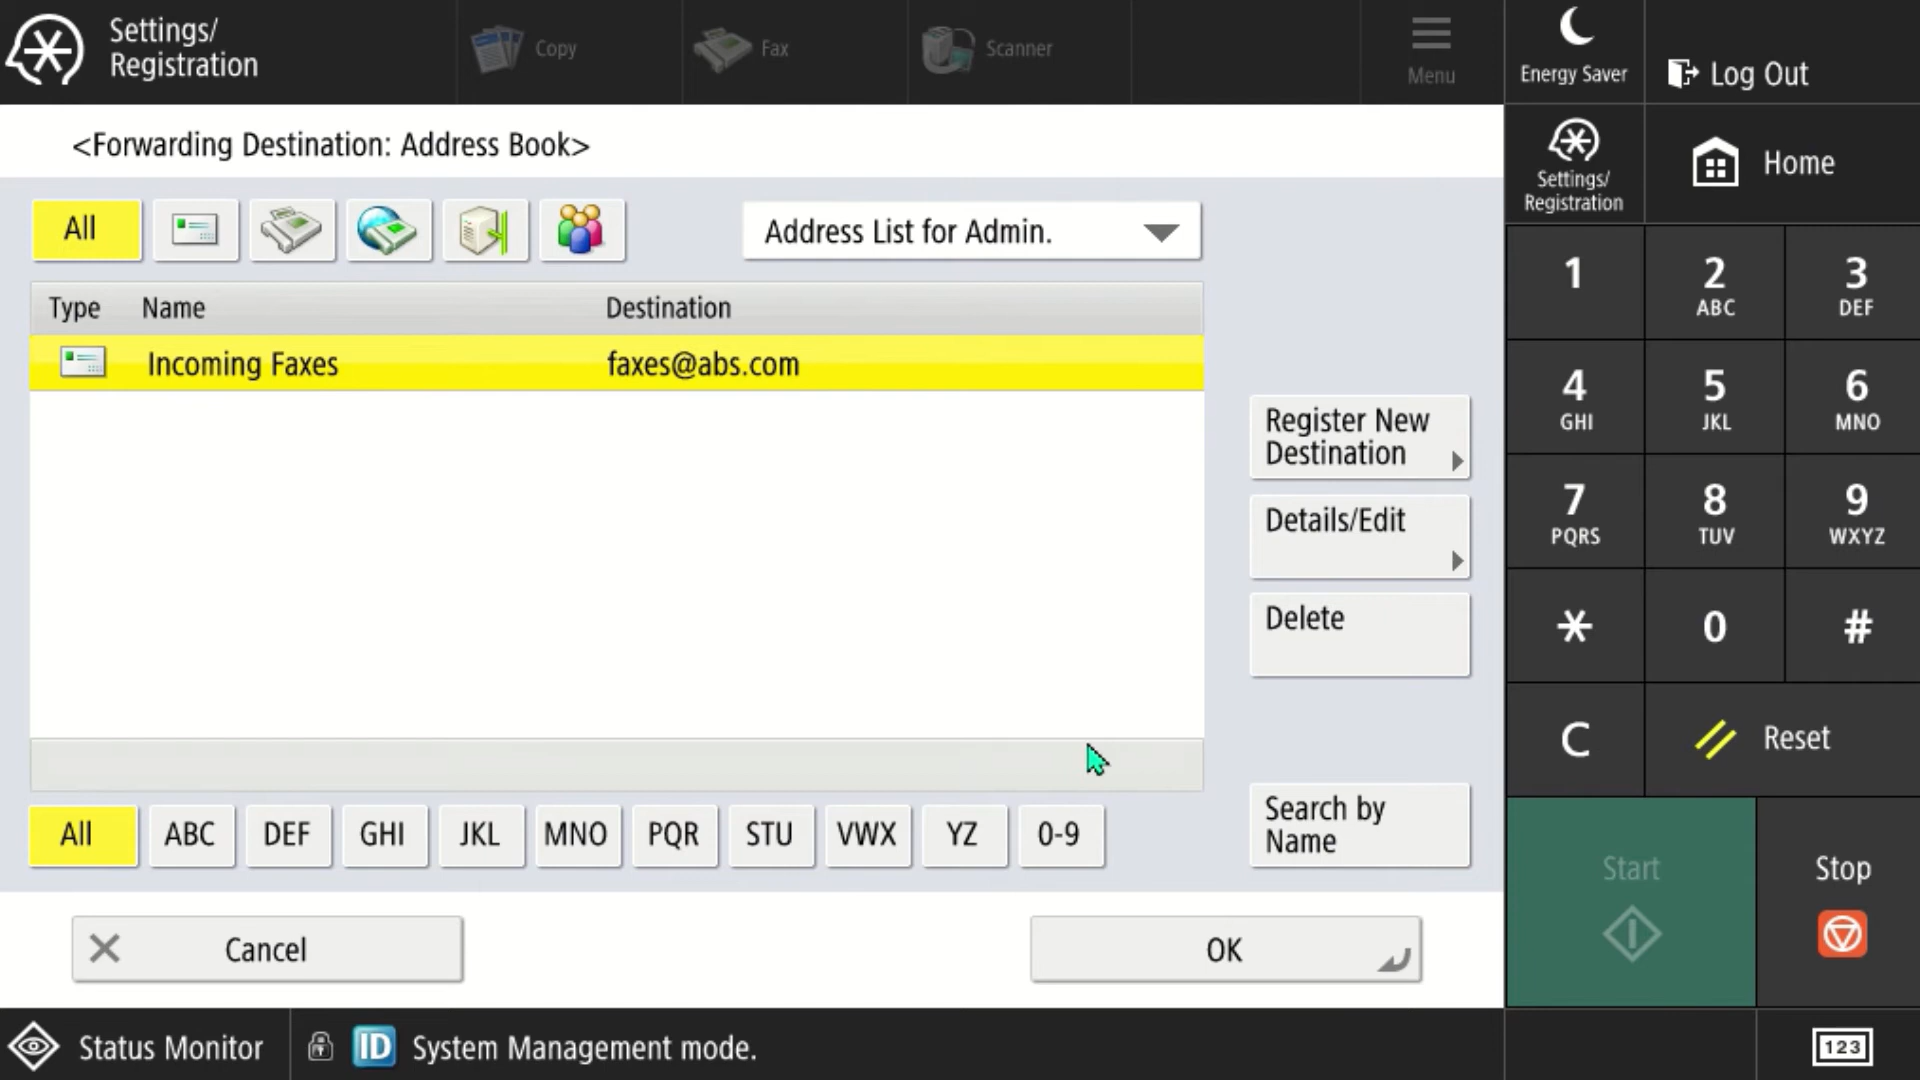 Settings/
Registration
Copy
Fax
Scanner
Menu
Energy Saver
Log Out
<Forwarding Destination: Address Book>
Settings/
Registration
Home
All
Address List for Admin.
Type Name Destination
Incoming Faxes faxes@abs.com
Register New
Destination
Details/Edit
Delete
Search by
Name
All ABC DEF GHI JKL MNO PQR STU VWX YZ 0-9
Cancel
OK
1
2
ABC
3
DEF
4
GHI
5
JKL
6
MNO
7
PQRS
8
TUV
9
WXYZ
*
0
#
C
Reset
Start
Stop
Status Monitor
ID
System Management mode.
123